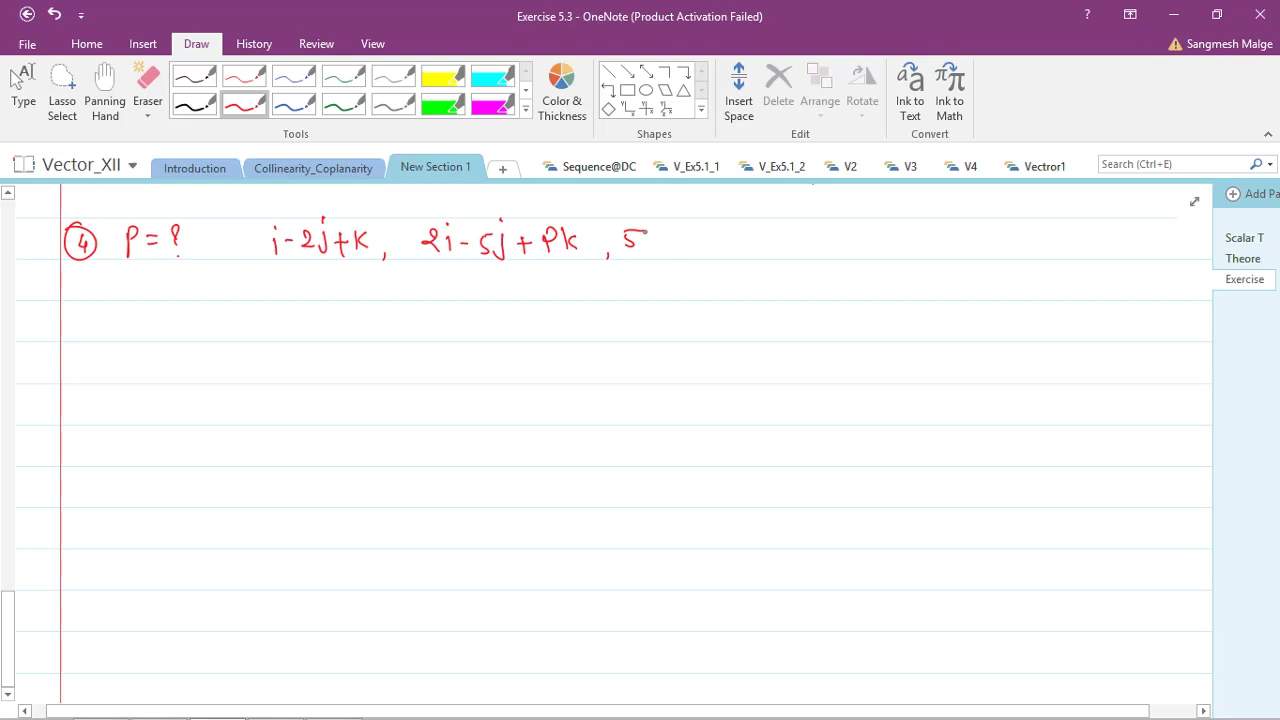 Exercise 5.3 - OneNote (Product Activation Failed)
?
File Home Insert Draw History Review View Sangmesh Malge
Type Lasso Select Panning Hand Eraser Color & Thickness Insert Space Delete Arrange Rotate Ink to Text Ink to Math
Tools Shapes Edit Convert
Vector_XII Introduction Collinearity_Coplanarity New Section 1 Sequence@DC V_Ex5.1_1 V_Ex5.1_2 V2 V3 V4 Vectror1 Search (Ctrl+E)
Add Pa
Scalar T
Theore
Exercise
4 P = ? i - 2j + k , 2i - 5j + Pk , 5